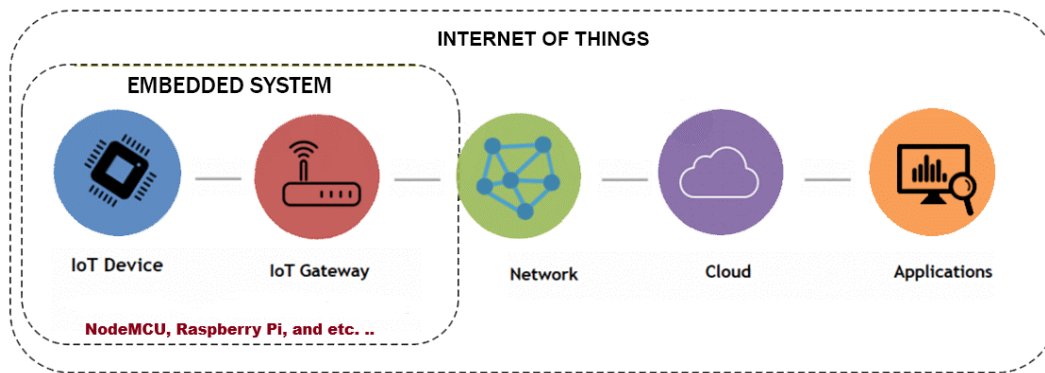 INTERNET OF THINGS
EMBEDDED SYSTEM
IoT Device
IoT Gateway
Network
Cloud
Applications
NodeMCU, Raspberry Pi, and etc. ..